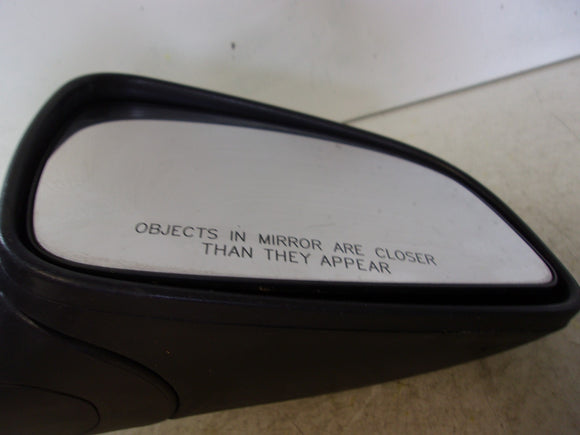 OBJECTS IN MIRROR ARE CLOSER
THAN THEY APPEAR